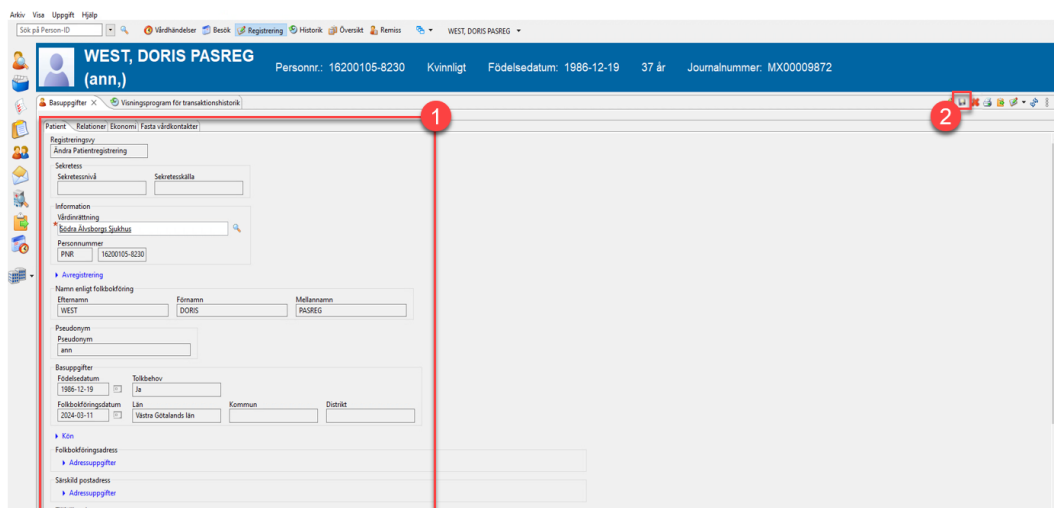 Arkiv Visa Uppgift Hjälp
Sök på Person-ID Vårdhändelser Besök Registrering Historik Översikt Remiss WEST, DORIS PASREG
WEST, DORIS PASREG
(ann,)
Personnr.: 16200105-8230 Kvinnligt Födelsedatum: 1986-12-19 37 år Journalnummer: MX00009872
Basuppgifter Visningsprogram för transaktionshistorik
1
2
Patient Relationer Ekonomi Fasta vårdkontakter
Registreringsvy
Ändra Patientregistrering
Sekretess
Sekretessnivå Sekretesskälla
Information
Vårdinrättning
* Södra Älvsborgs Sjukhus
Personnummer
PNR 16200105-8230
Avregistrering
Namn enligt folkbokföring
Efternamn Förnamn Mellannamn
WEST DORIS PASREG
Pseudonym
Pseudonym
ann
Basuppgifter
Födelsedatum Tolkbehov
1986-12-19 Ja
Folkbokföringsdatum Län Kommun Distrikt
2024-03-11 Västra Götalands län
Kön
Folkbokföringsadress
Adressuppgifter
Särskild postadress
Adressuppgifter